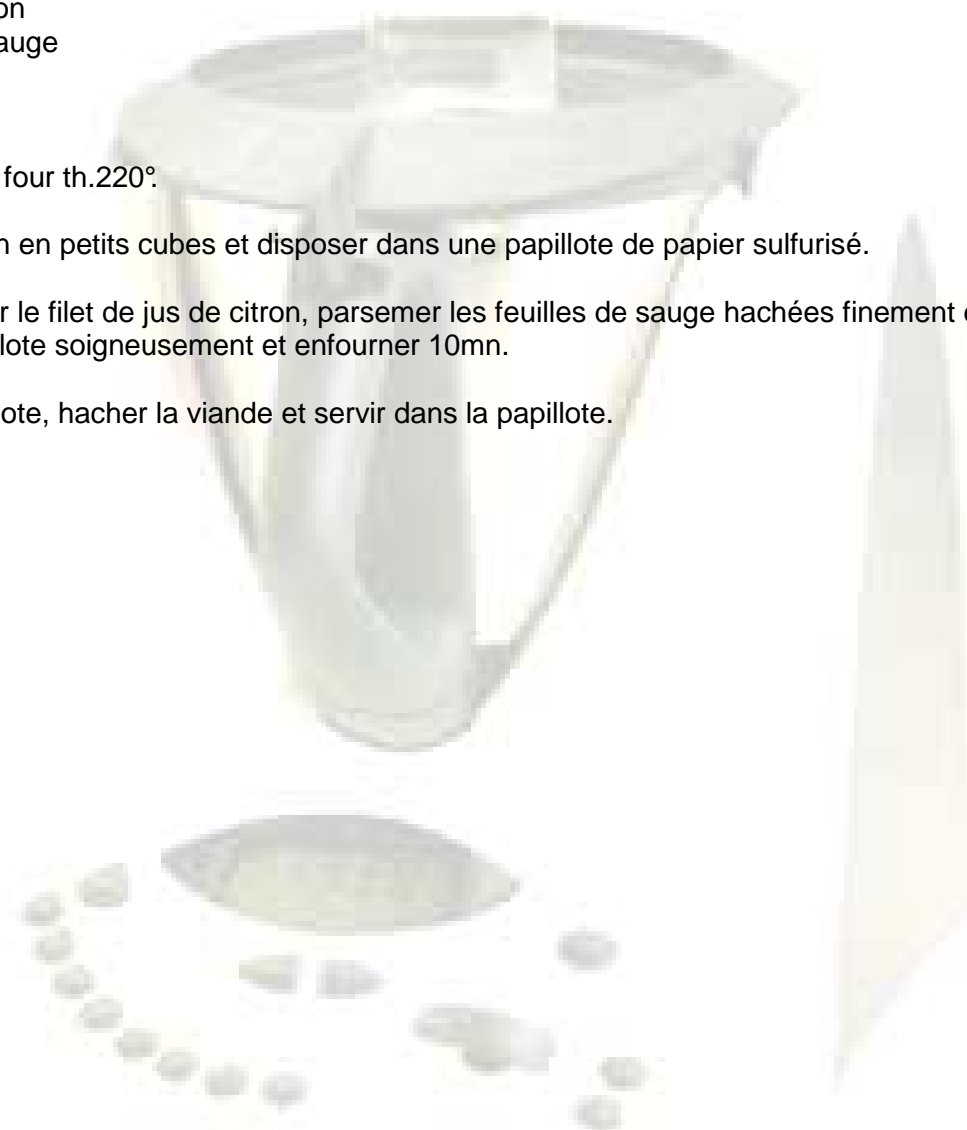 on
auge
four th.220°.
n en petits cubes et disposer dans une papillote de papier sulfurisé.
r le filet de jus de citron, parsemer les feuilles de sauge hachées finement
lote soigneusement et enfourner 10mn.
ote, hacher la viande et servir dans la papillote.